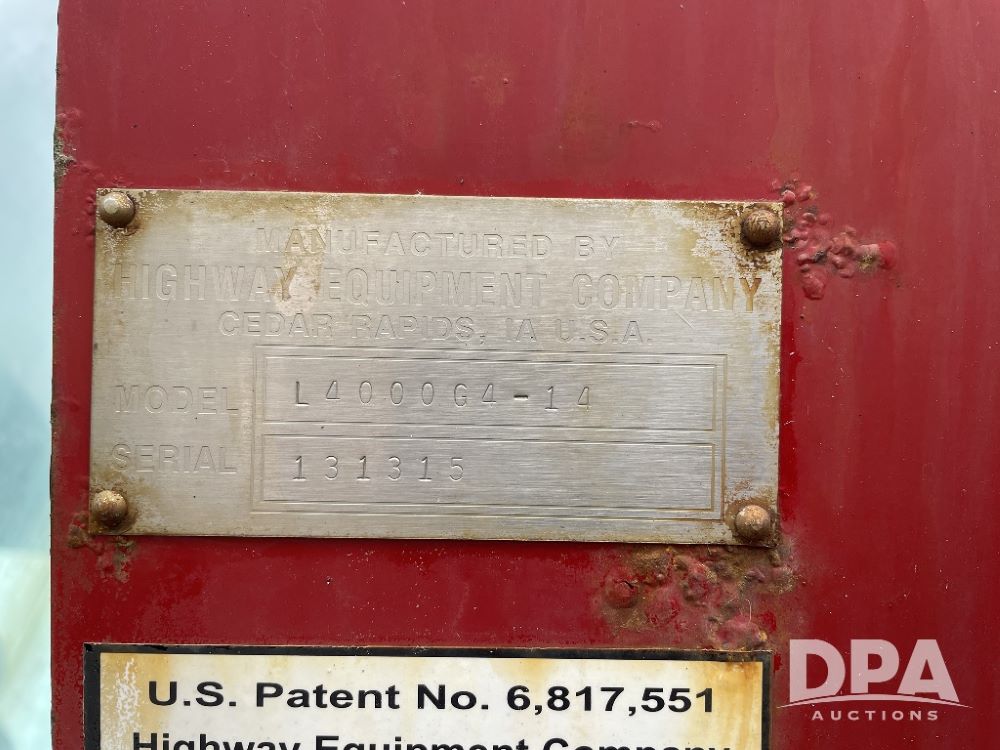 MANUFACTURED BY
HIGHWAY EQUIPMENT COMPANY
CEDAR RAPIDS, IA U.S.A.
MODEL L4000G4-14
SERIAL 131315
U.S. Patent No. 6,817,551
Highway Equipment Company
DPA
AUCTIONS